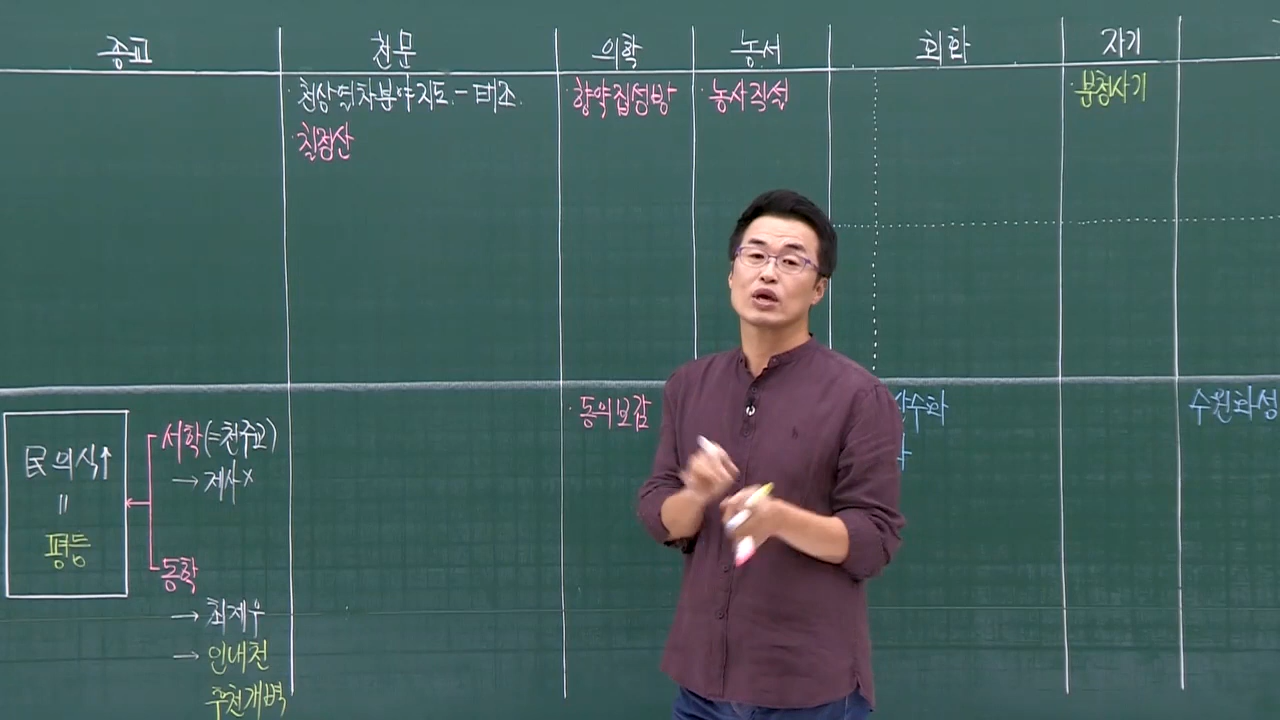 종교 천문 의학 농서 회화 자기
·천상열차분야지도-태조. ·향약집성방 ·농사직설 ·분청사기
·칠정산
·동의보감 산수화 수원화성
民의식↑ 서학(=천주교)
→ 제사×
〃
평등
동학
→ 최제우
→ 인내천
후천개벽